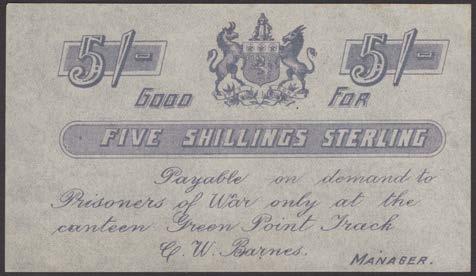 5/- 5/-
GOOD FOR
FIVE SHILLINGS STERLING
Payable on demand to
Prisoners of War only at the
canteen Green Point Track
C. W. Barnes.
MANAGER.